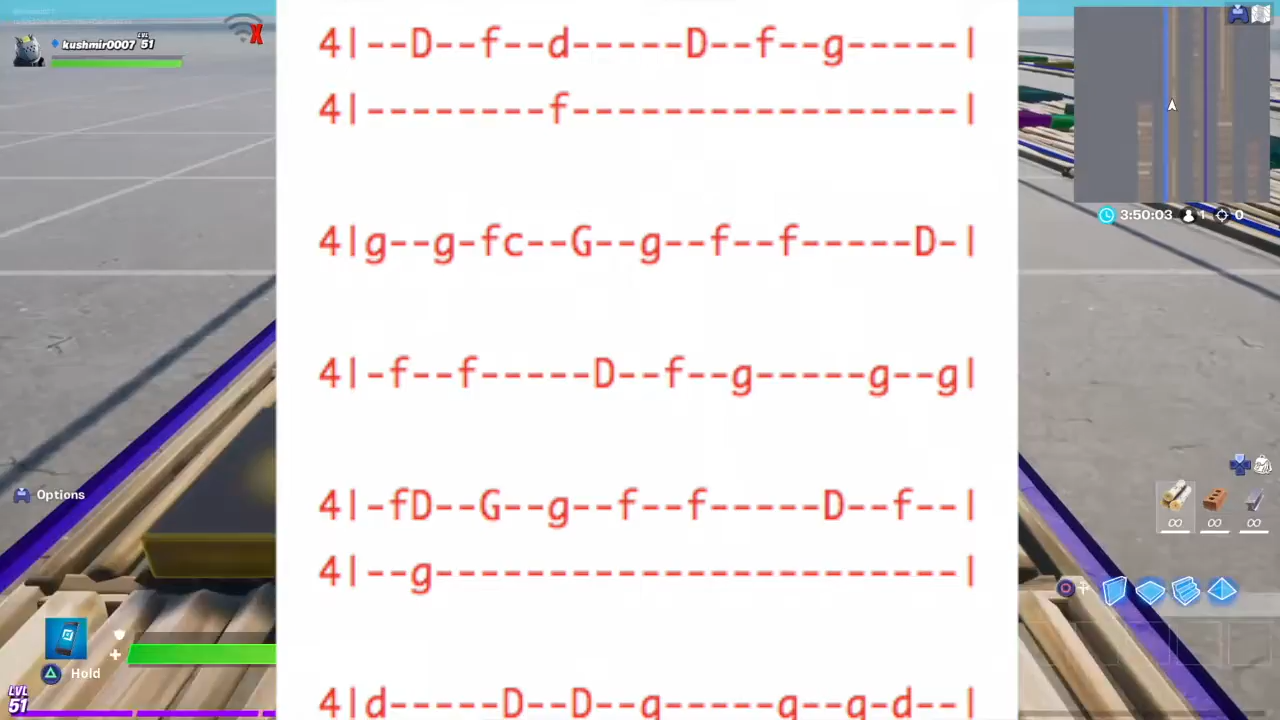 kushmir0007 LVL 51
4|--D--f--d-----D--f--g-----|
4|--------f-----------------|
4|g--g-fc--G--g--f--f-----D-|
4|-f--f-----D--f--g-----g--g|
4|-fD--G--g--f--f-----D--f--|
4|--g-----------------------|
4|d-----D--D--g-----g--g-d--|
3:50:03 1 0
Options
∞ ∞ ∞
Hold
LVL
51